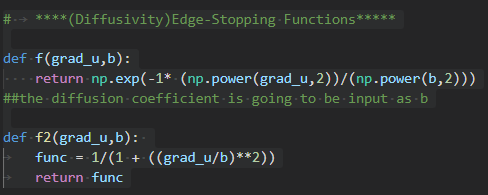 # ****(Diffusivity)Edge-Stopping Functions*****
def f(grad_u,b):
    return np.exp(-1* (np.power(grad_u,2))/(np.power(b,2)))
##the diffusion coefficient is going to be input as b
def f2(grad_u,b):
    func = 1/(1 + ((grad_u/b)**2))
    return func